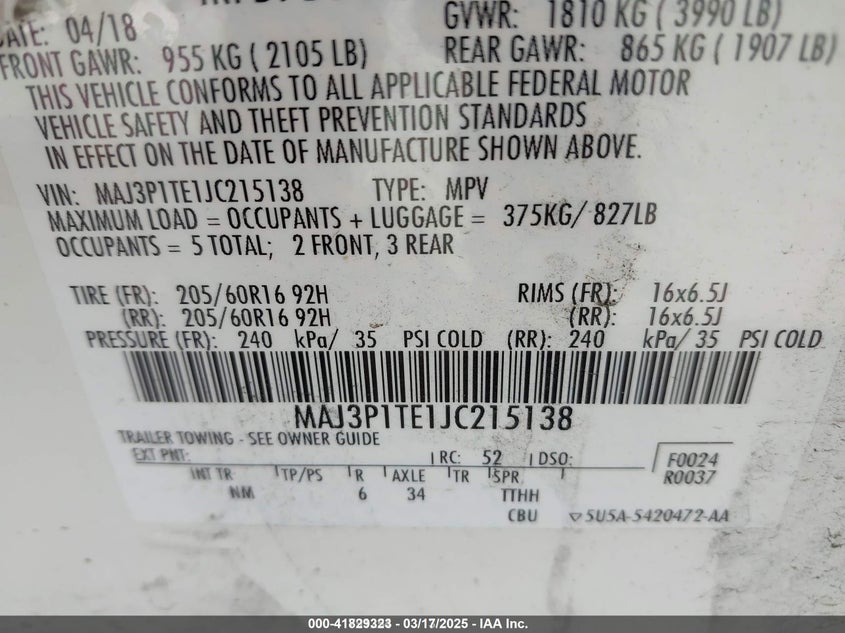 DATE: 04/18
GVWR: 1810 KG ( 3990 LB)
FRONT GAWR: 955 KG ( 2105 LB)
REAR GAWR: 865 KG ( 1907 LB)
THIS VEHICLE CONFORMS TO ALL APPLICABLE FEDERAL MOTOR
VEHICLE SAFETY AND THEFT PREVENTION STANDARDS
IN EFFECT ON THE DATE OF MANUFACTURE SHOWN ABOVE.
VIN: MAJ3P1TE1JC215138 TYPE: MPV
MAXIMUM LOAD = OCCUPANTS + LUGGAGE = 375KG/ 827LB
OCCUPANTS = 5 TOTAL; 2 FRONT, 3 REAR
TIRE (FR): 205/60R16 92H RIMS (FR): 16x6.5J
(RR): 205/60R16 92H (RR): 16x6.5J
PRESSURE (FR): 240 kPa/ 35 PSI COLD (RR): 240 kPa/ 35 PSI COLD
MAJ3P1TE1JC215138
TRAILER TOWING - SEE OWNER GUIDE
EXT PNT: RC: 52 DSO: F0024
R0037
INT TR TP/PS R AXLE TR SPR
NM 6 34 TTHH
CBU ▽5U5A-5420472-AA
000-41829323 - 03/17/2025 - IAA Inc.